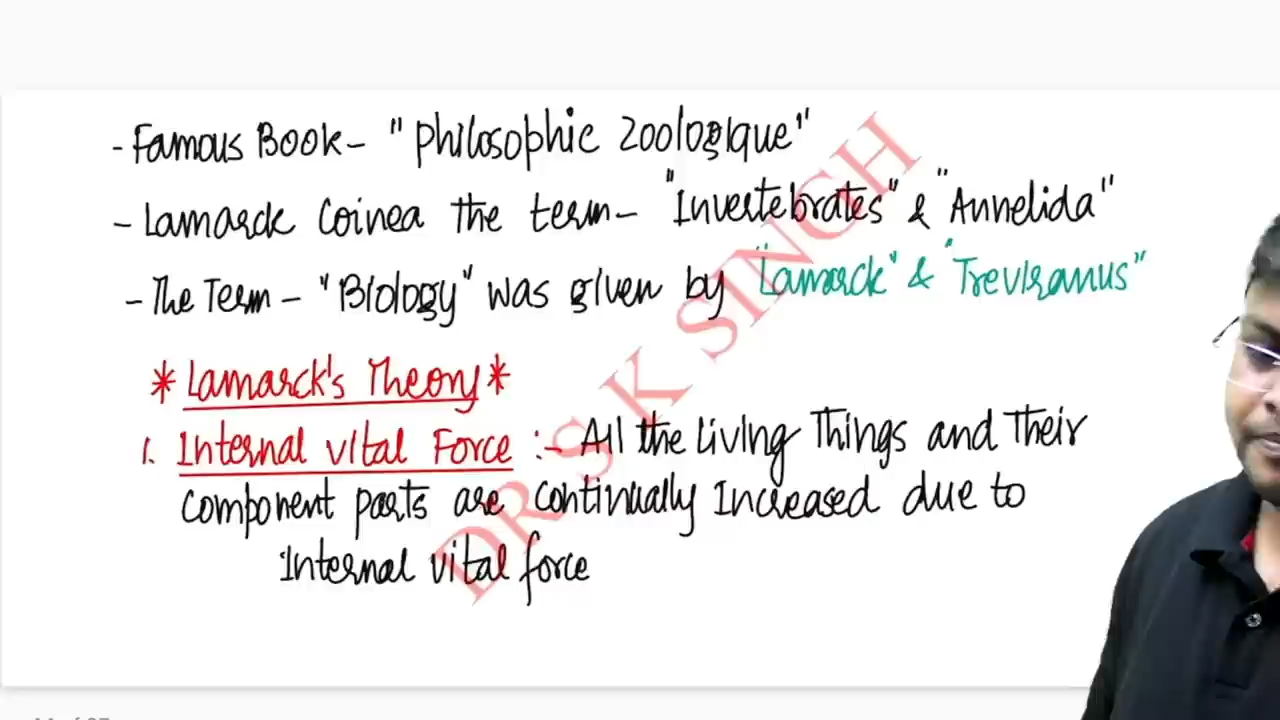 - Famous Book - "Philosophic Zoologique"
- Lamarck Coinea the term - "Invertebrates" & "Annelida"
- The Term - "Biology" was given by "Lamarck" & "Treviranus"
* Lamarck's Theory *
1. Internal Vital Force :- All the Living Things and Their
component parts are continually Increased due to
Internal vital force
DR S K SINGH